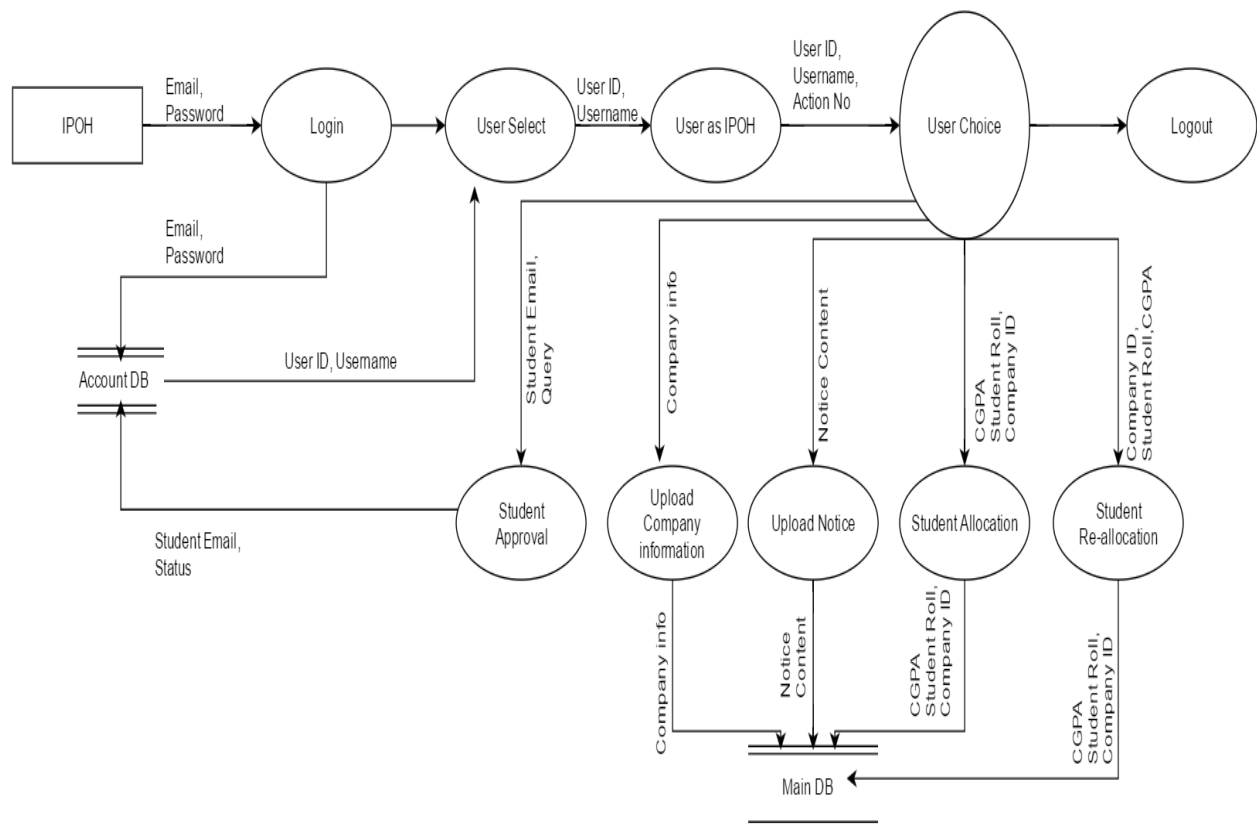 IPOH
Email,
Password
Login
User Select
User ID,
Username
User as IPOH
User ID,
Username,
Action No
User Choice
Logout
Email,
Password
Account DB
User ID, Username
Student Email,
Query
Company info
Notice Content
CGPA
Student Roll,
Company ID
Company ID,
Student Roll,CGPA
Student
Approval
Upload
Company
information
Upload Notice
Student Allocation
Student
Re-allocation
Student Email,
Status
Company info
Notice
Content
CGPA
Student Roll,
Company ID
CGPA
Student Roll,
Company ID
Main DB